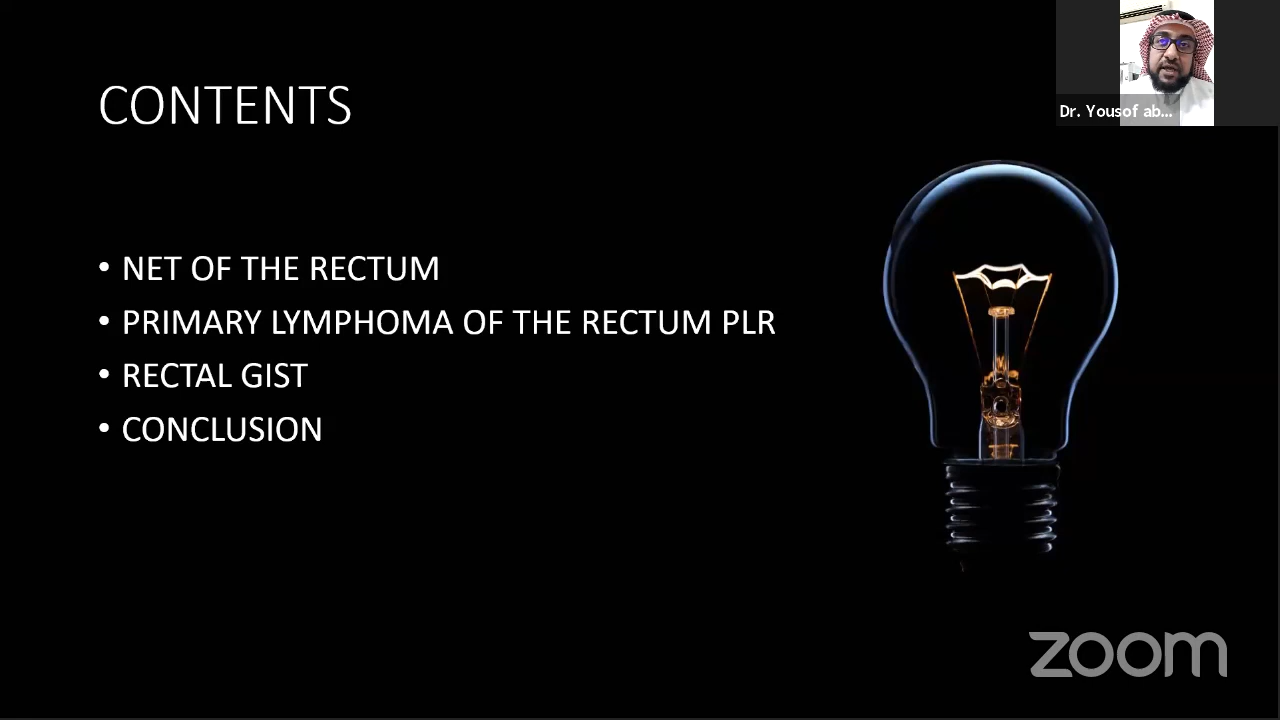 CONTENTS
Dr. Yousof ab...
• NET OF THE RECTUM
• PRIMARY LYMPHOMA OF THE RECTUM PLR
• RECTAL GIST
• CONCLUSION
zoom